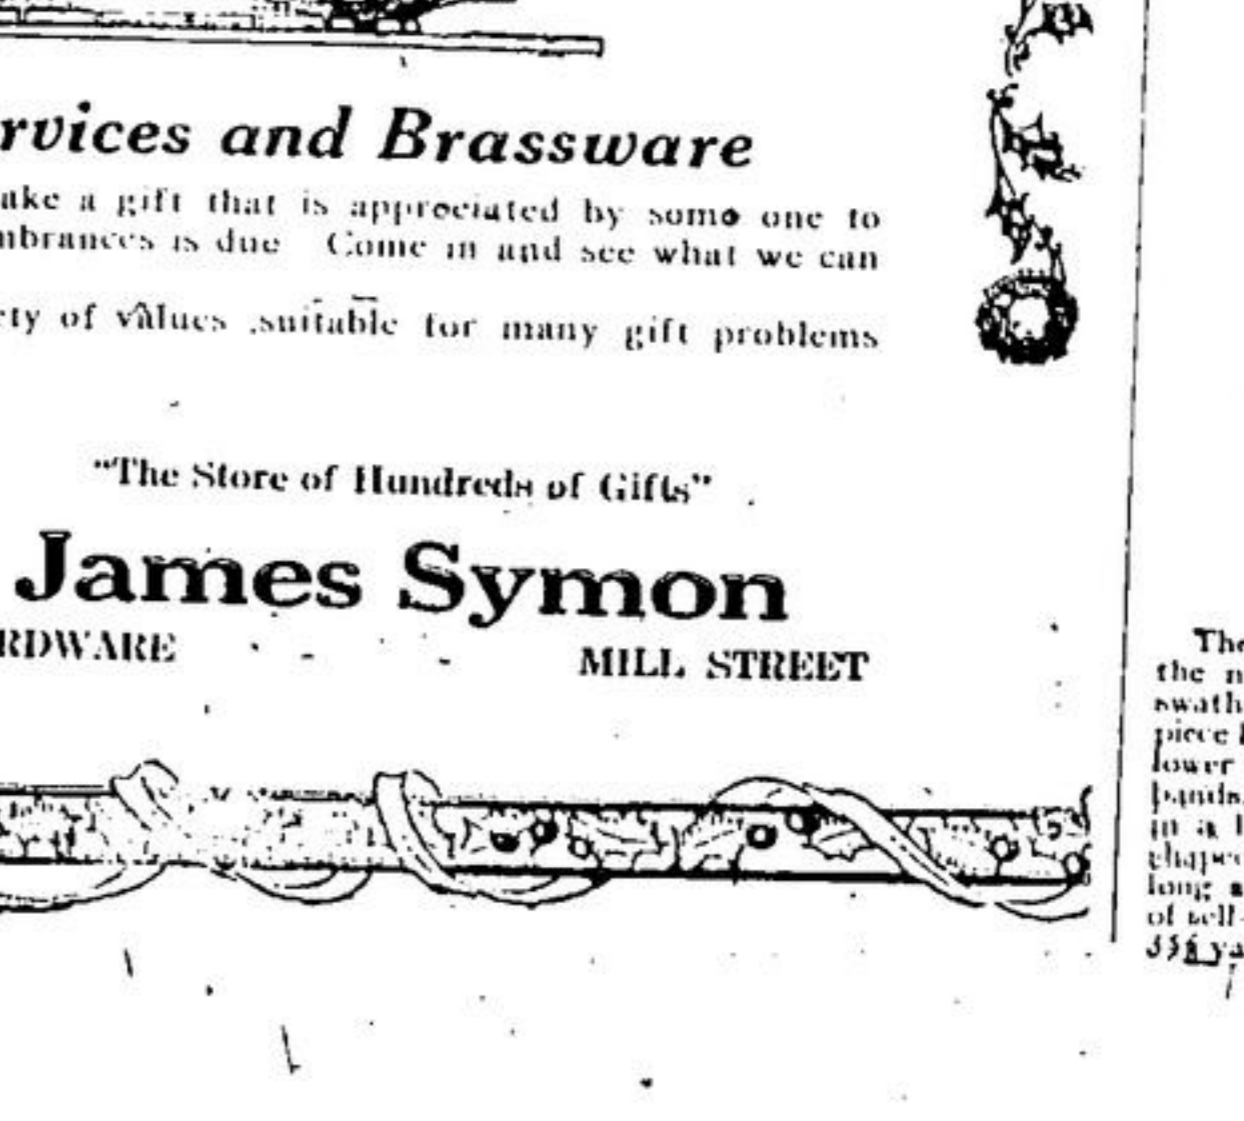 rvices and Brassware
ake a gift that is appreciated by some one to
mbrances is due Come in and see what we can
ety of values suitable for many gift problems
"The Store of Hundreds of Gifts"
James Symon
RDWARE MILL STREET
The
the n
swath
piece
lower
bands,
in a
long a
of self-